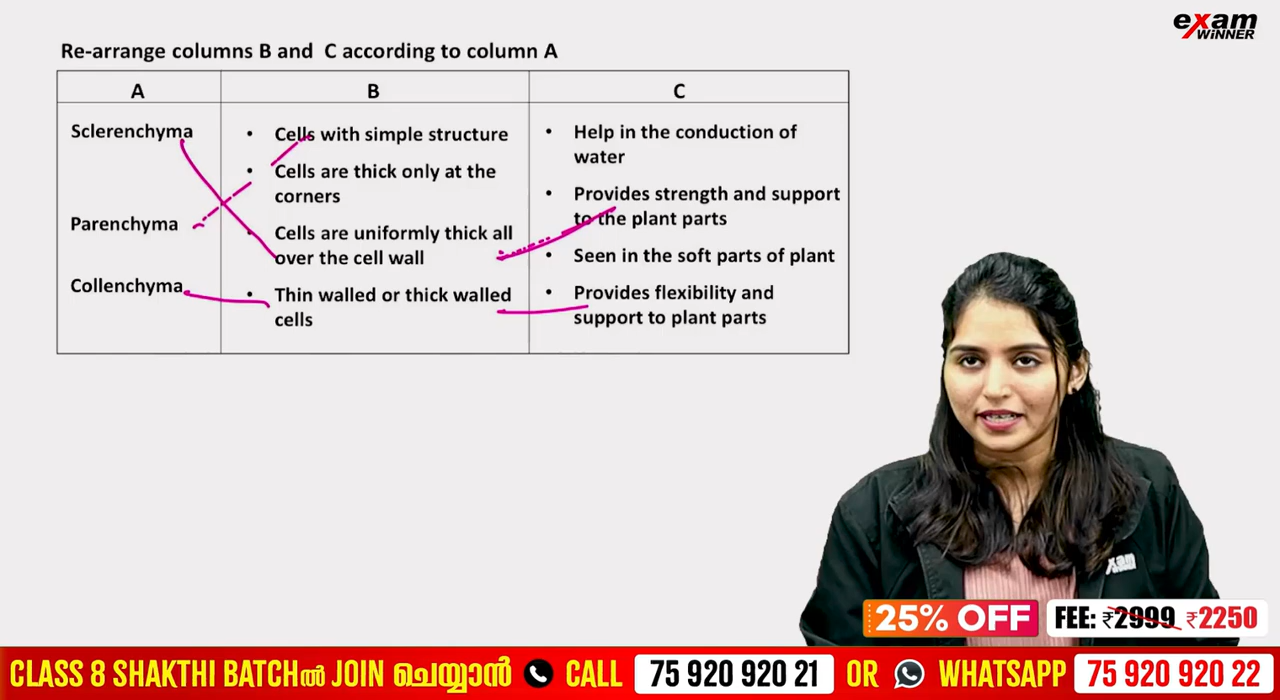 exam
WINNER
Re-arrange columns B and C according to column A
A
B
C
Sclerenchyma
Parenchyma
Collenchyma
• Cells with simple structure
• Cells are thick only at the
corners
• Cells are uniformly thick all
over the cell wall
• Thin walled or thick walled
cells
• Help in the conduction of
water
• Provides strength and support
to the plant parts
• Seen in the soft parts of plant
• Provides flexibility and
support to plant parts
25% OFF
FEE: ₹2999 ₹2250
CLASS 8 SHAKTHI BATCHൽ JOIN ചെയ്യാൻ CALL 75 920 920 21 OR WHATSAPP 75 920 920 22